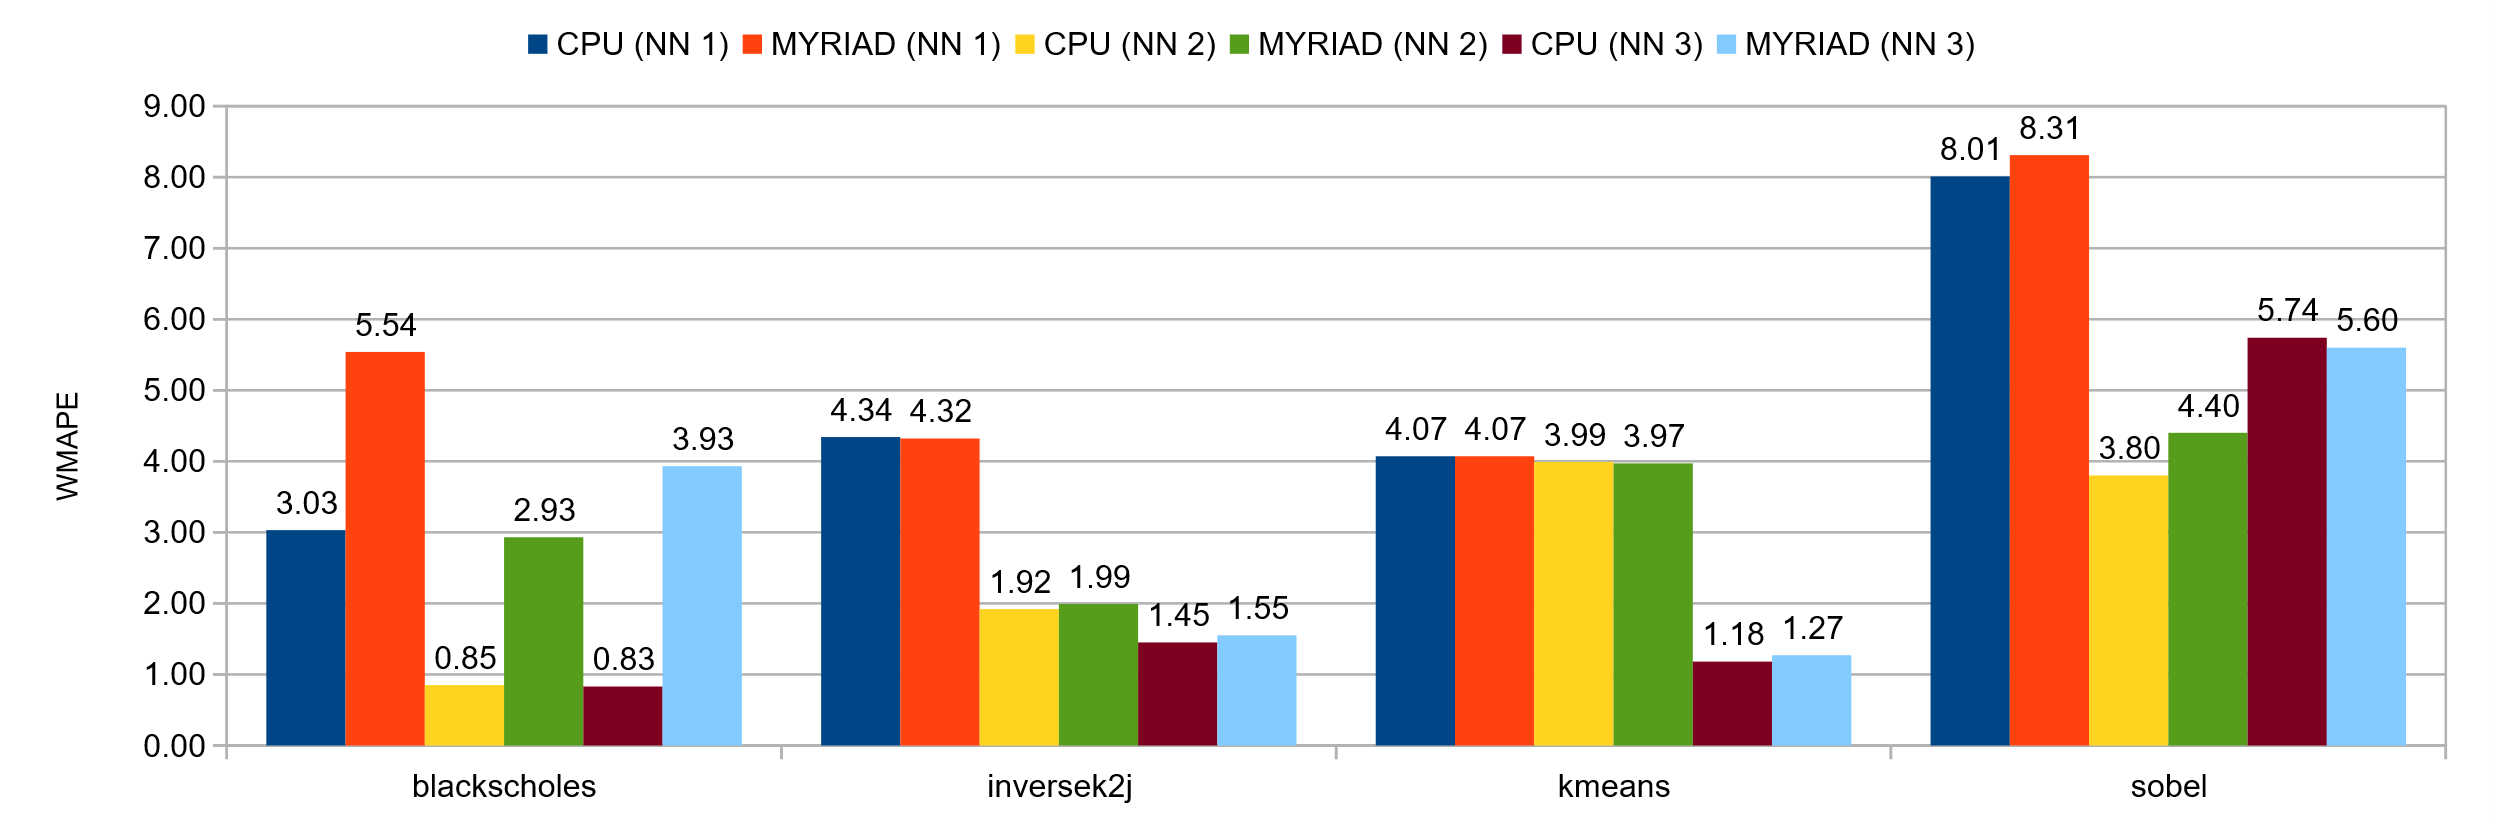 CPU (NN 1) MYRIAD (NN 1) CPU (NN 2) MYRIAD (NN 2) CPU (NN 3) MYRIAD (NN 3)
WMAPE
9.00
8.00
7.00
6.00
5.00
4.00
3.00
2.00
1.00
0.00
3.03 5.54 0.85 2.93 0.83 3.93
4.34 4.32 1.92 1.99 1.45 1.55
4.07 4.07 3.99 3.97 1.18 1.27
8.01 8.31 3.80 4.40 5.74 5.60
blackscholes inversek2j kmeans sobel